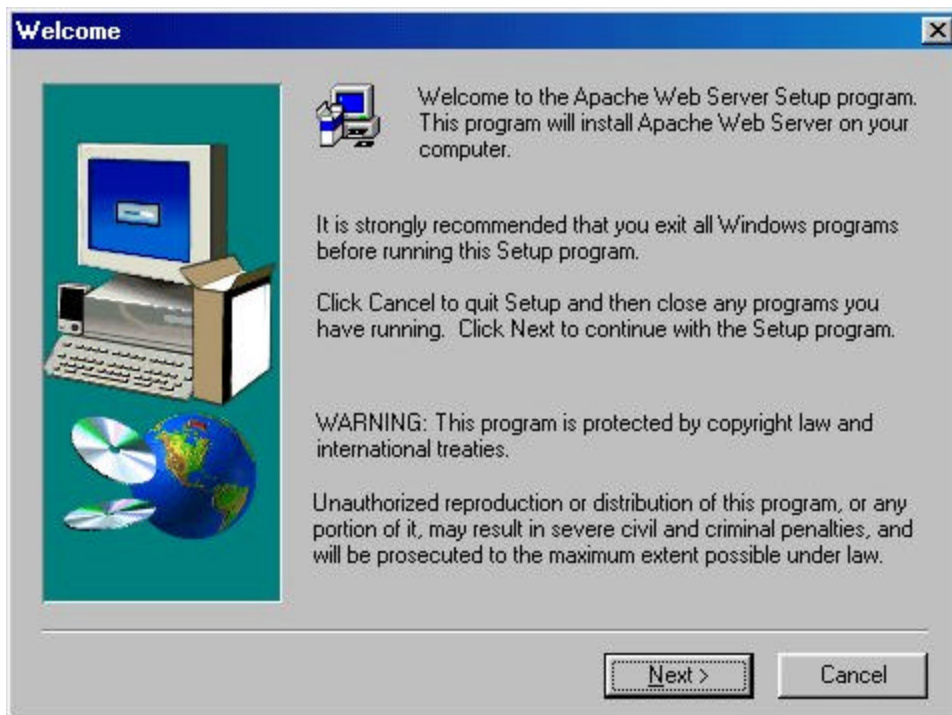 Welcome
Welcome to the Apache Web Server Setup program.
This program will install Apache Web Server on your
computer.
It is strongly recommended that you exit all Windows programs
before running this Setup program.
Click Cancel to quit Setup and then close any programs you
have running.  Click Next to continue with the Setup program.
WARNING: This program is protected by copyright law and
international treaties.
Unauthorized reproduction or distribution of this program, or any
portion of it, may result in severe civil and criminal penalties, and
will be prosecuted to the maximum extent possible under law.
Next >
Cancel